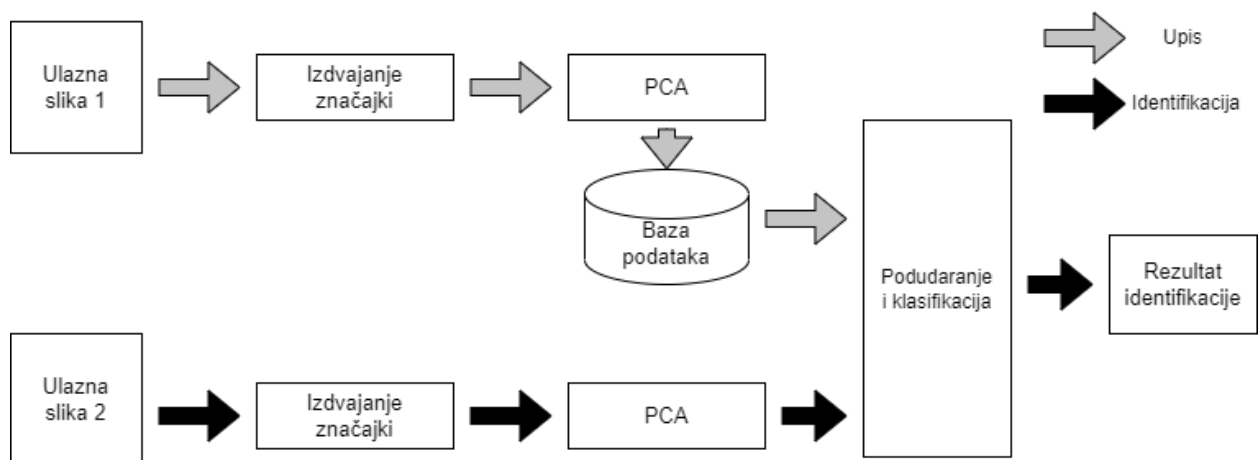 Ulazna
slika 1
Izdvajanje
značajki
PCA
Upis
Identifikacija
Baza
podataka
Podudaranje
i klasifikacija
Rezultat
identifikacije
Ulazna
slika 2
Izdvajanje
značajki
PCA